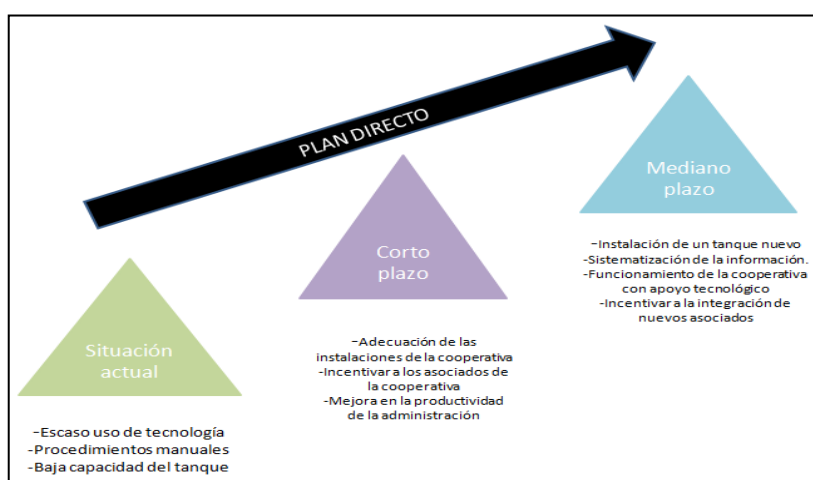 PLAN DIRECTO
Situación
actual
-Escaso uso de tecnología
-Procedimientos manuales
-Baja capacidad del tanque
Corto
plazo
-Adecuación de las
instalaciones de la cooperativa
-Incentivar a los asociados de
la cooperativa
-Mejora en la productividad
de la administración
Mediano
plazo
-Instalación de un tanque nuevo
-Sistematización de la información.
-Funcionamiento de la cooperativa
con apoyo tecnológico
-Incentivar a la integración de
nuevos asociados